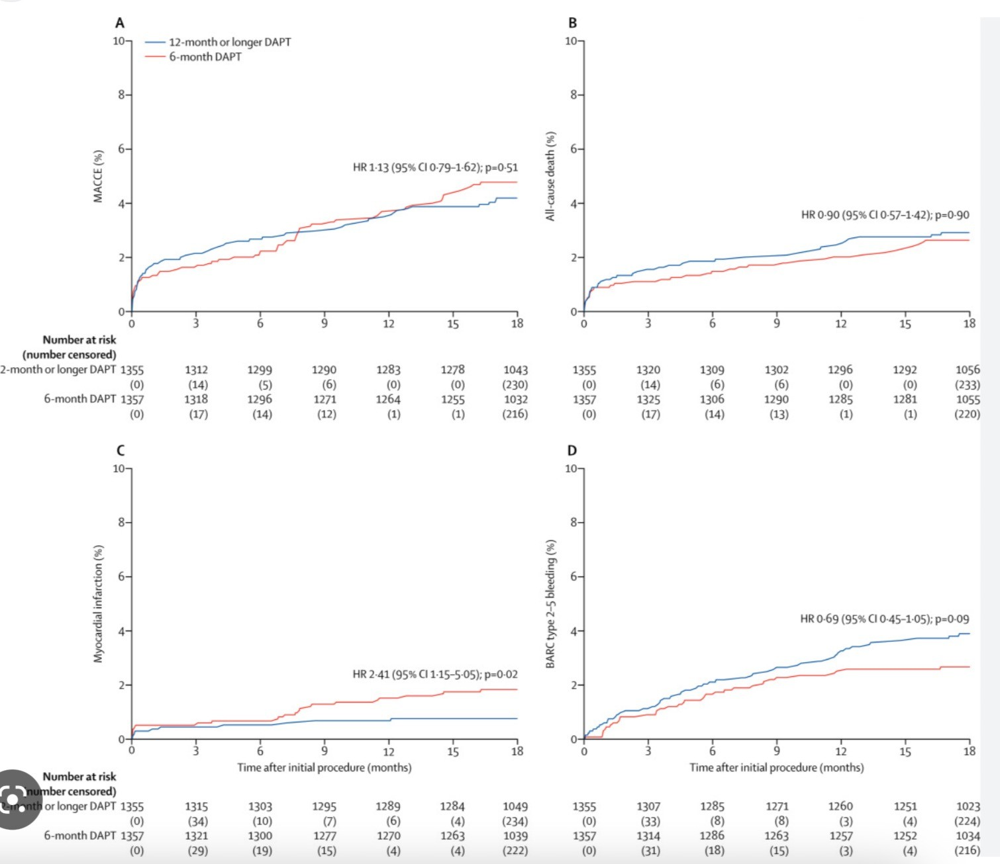 A
10
12-month or longer DAPT
6-month DAPT
8
6
4
2
0
MACCE (%)
HR 1·13 (95% CI 0·79–1·62); p=0·51
0 3 6 9 12 15 18
B
10
8
6
4
2
0
All-cause death (%)
HR 0·90 (95% CI 0·57–1·42); p=0·90
0 3 6 9 12 15 18
Number at risk
(number censored)
2-month or longer DAPT 1355 1312 1299 1290 1283 1278 1043 1355 1320 1309 1302 1296 1292 1056
(0) (14) (5) (6) (0) (0) (230) (0) (14) (6) (6) (0) (0) (233)
6-month DAPT 1357 1318 1296 1271 1264 1255 1032 1357 1325 1306 1290 1285 1281 1055
(0) (17) (14) (12) (1) (1) (216) (0) (17) (14) (13) (1) (1) (220)
C
10
8
6
4
2
0
Myocardial infarction (%)
HR 2·41 (95% CI 1·15–5·05); p=0·02
0 3 6 9 12 15 18
Time after initial procedure (months)
D
10
8
6
4
2
0
BARC type 2–5 bleeding (%)
HR 0·69 (95% CI 0·45–1·05); p=0·09
0 3 6 9 12 15 18
Time after initial procedure (months)
Number at risk
(number censored)
2-month or longer DAPT 1355 1315 1303 1295 1289 1284 1049 1355 1307 1285 1271 1260 1251 1023
(0) (34) (10) (7) (6) (4) (234) (0) (33) (8) (8) (3) (4) (224)
6-month DAPT 1357 1321 1300 1277 1270 1263 1039 1357 1314 1286 1263 1257 1252 1034
(0) (29) (19) (15) (4) (4) (222) (0) (31) (18) (15) (3) (4) (216)